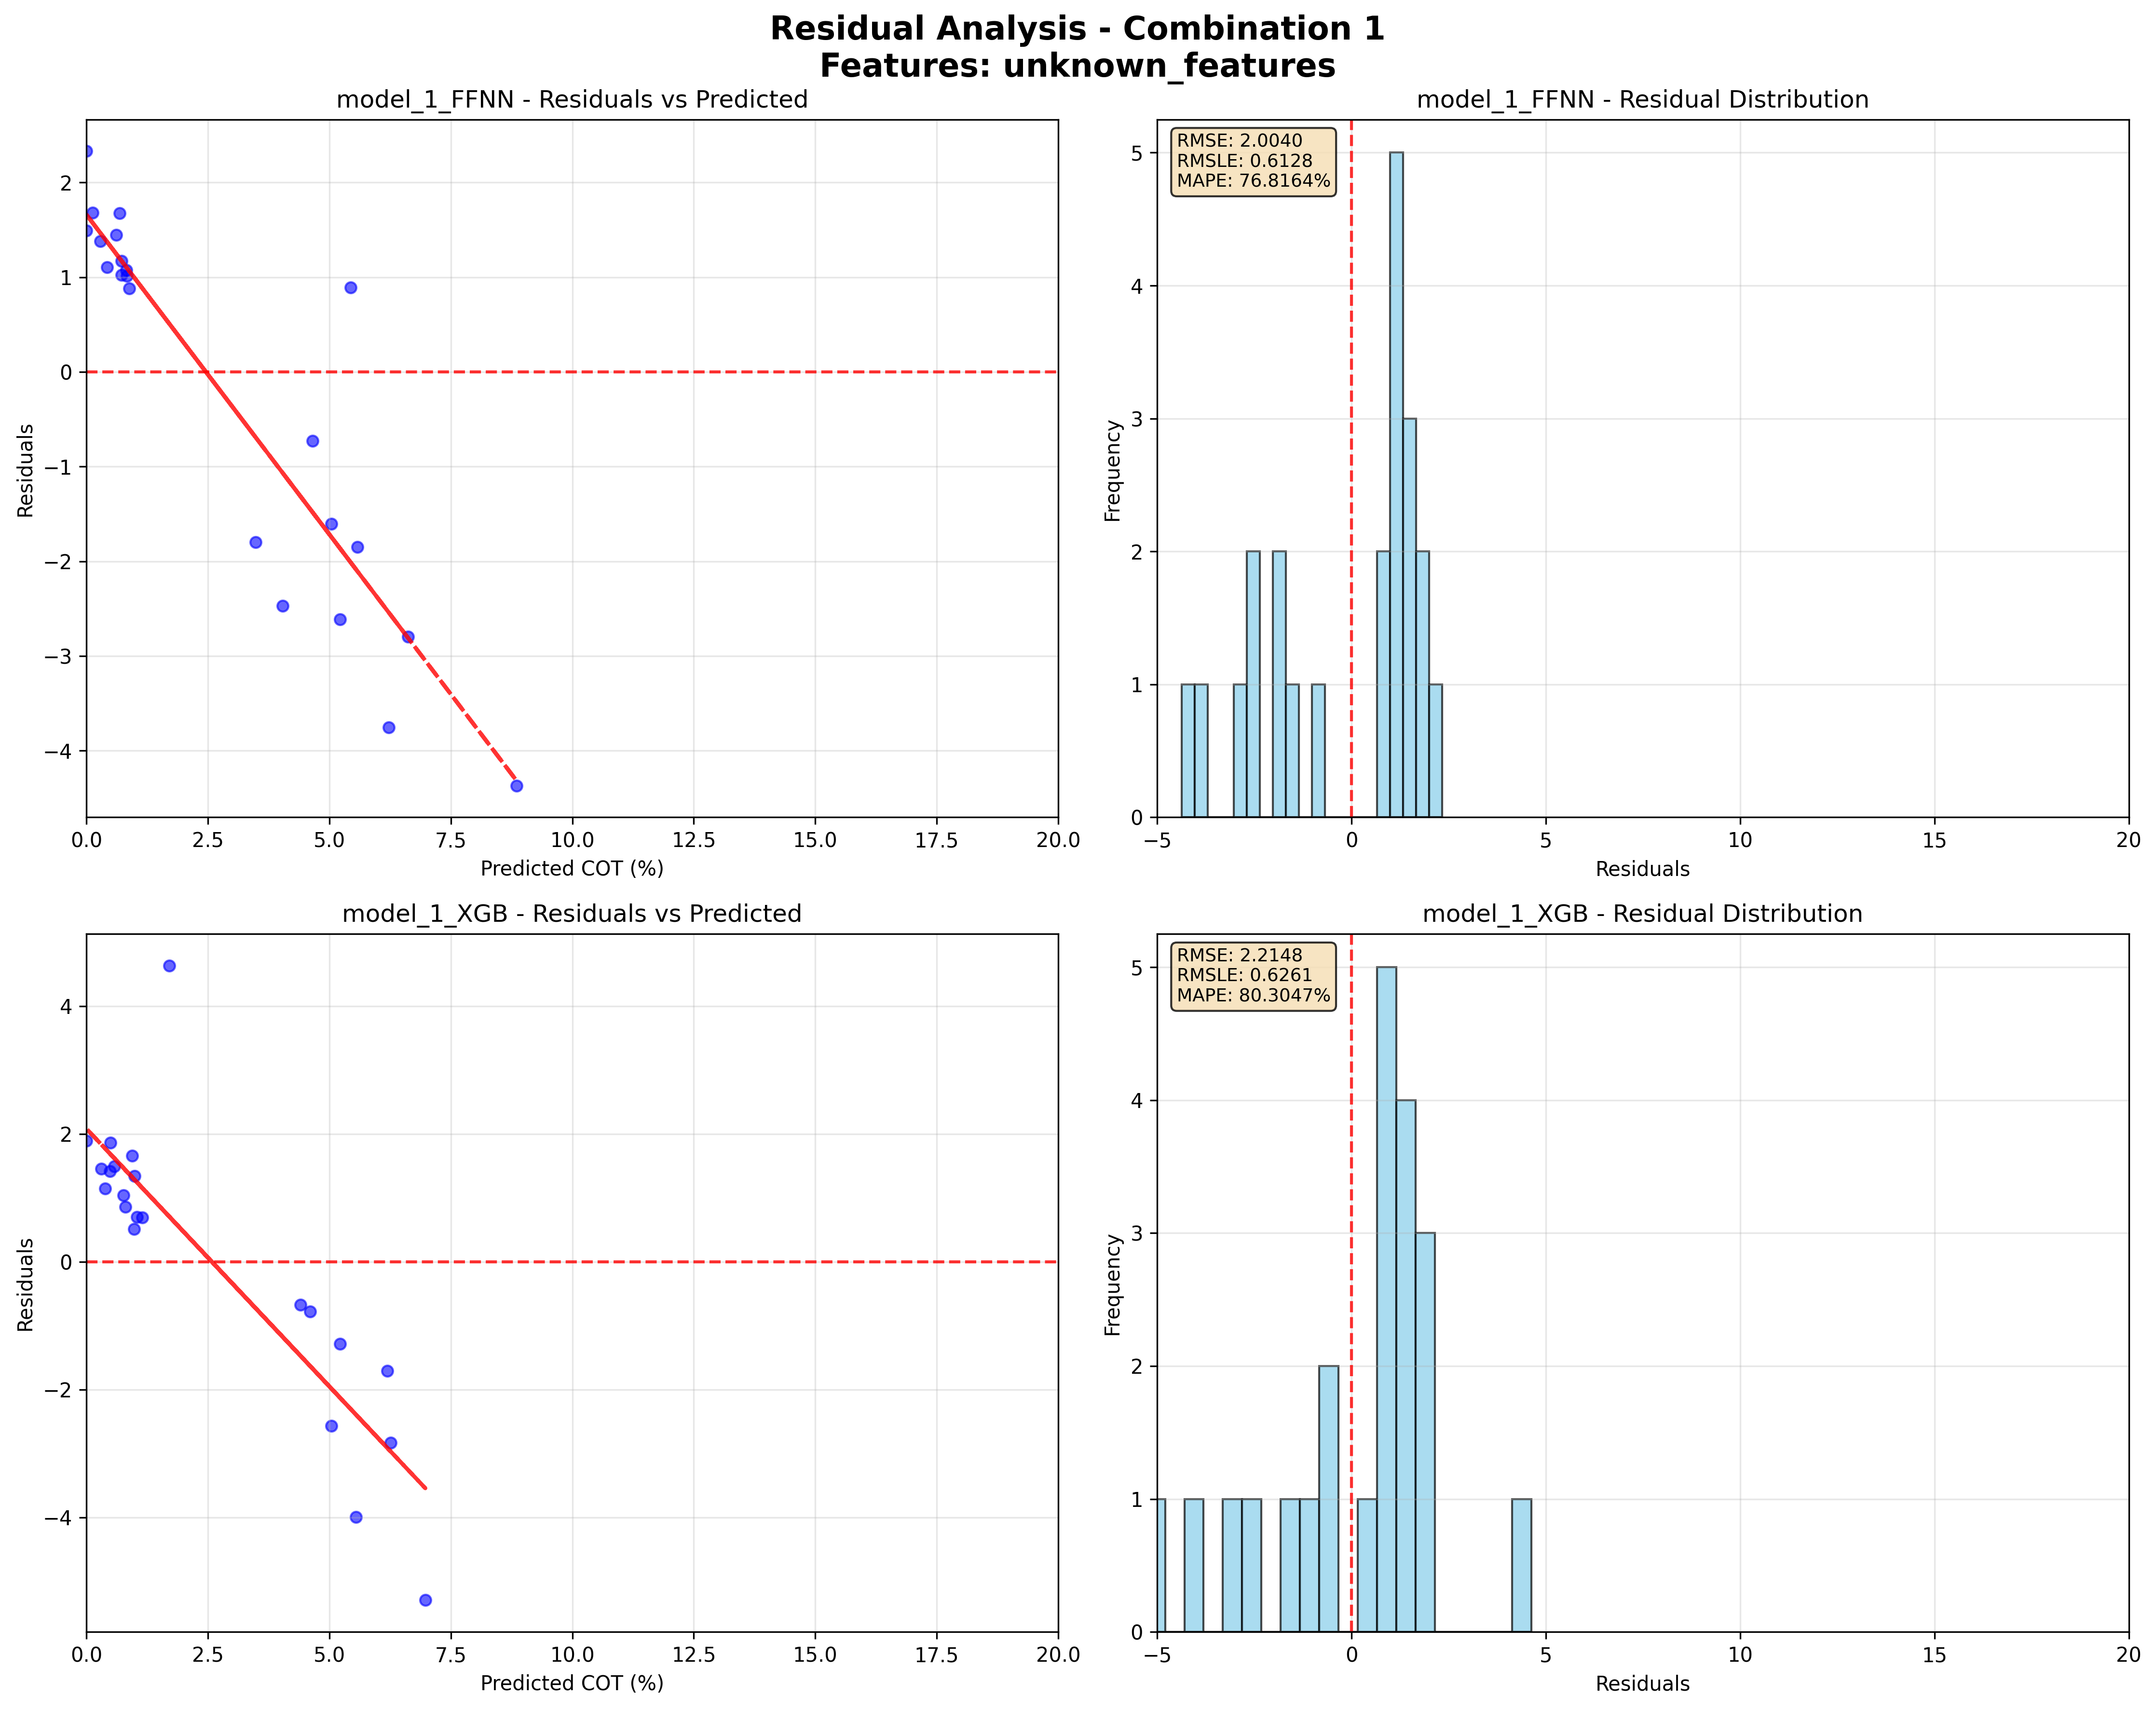 Residual Analysis - Combination 1
Features: unknown_features
model_1_FFNN - Residuals vs Predicted
Residuals
2
1
0
−1
−2
−3
−4
0.0 2.5 5.0 7.5 10.0 12.5 15.0 17.5 20.0
Predicted COT (%)
model_1_FFNN - Residual Distribution
RMSE: 2.0040
RMSLE: 0.6128
MAPE: 76.8164%
Frequency
5
4
3
2
1
0
−5 0 5 10 15 20
Residuals
model_1_XGB - Residuals vs Predicted
Residuals
4
2
0
−2
−4
0.0 2.5 5.0 7.5 10.0 12.5 15.0 17.5 20.0
Predicted COT (%)
model_1_XGB - Residual Distribution
RMSE: 2.2148
RMSLE: 0.6261
MAPE: 80.3047%
Frequency
5
4
3
2
1
0
−5 0 5 10 15 20
Residuals